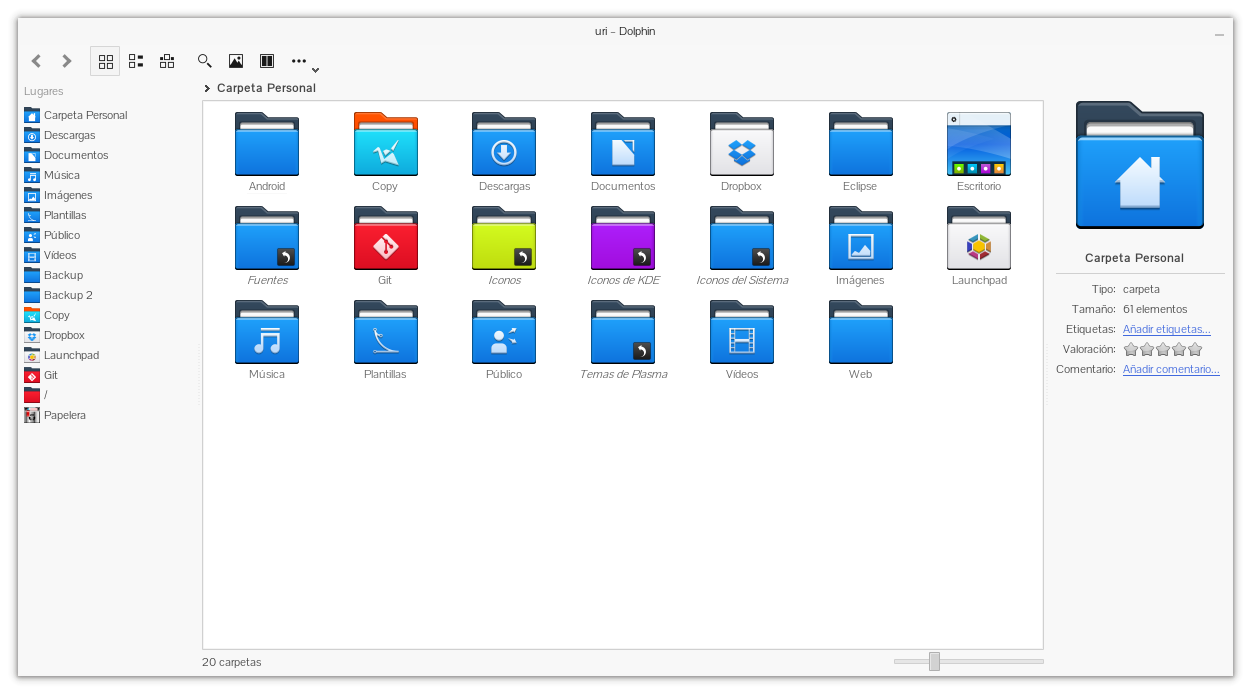 uri – Dolphin
Lugares
Carpeta Personal
Descargas
Documentos
Música
Imágenes
Plantillas
Público
Vídeos
Backup
Backup 2
Copy
Dropbox
Launchpad
Git
/
Papelera
Carpeta Personal
Android Copy Descargas Documentos Dropbox Eclipse Escritorio
Fuentes Git Iconos Iconos de KDE Iconos del Sistema Imágenes Launchpad
Música Plantillas Público Temas de Plasma Vídeos Web
20 carpetas
Carpeta Personal
Tipo: carpeta
Tamaño: 61 elementos
Etiquetas: Añadir etiquetas...
Valoración:
Comentario: Añadir comentario...